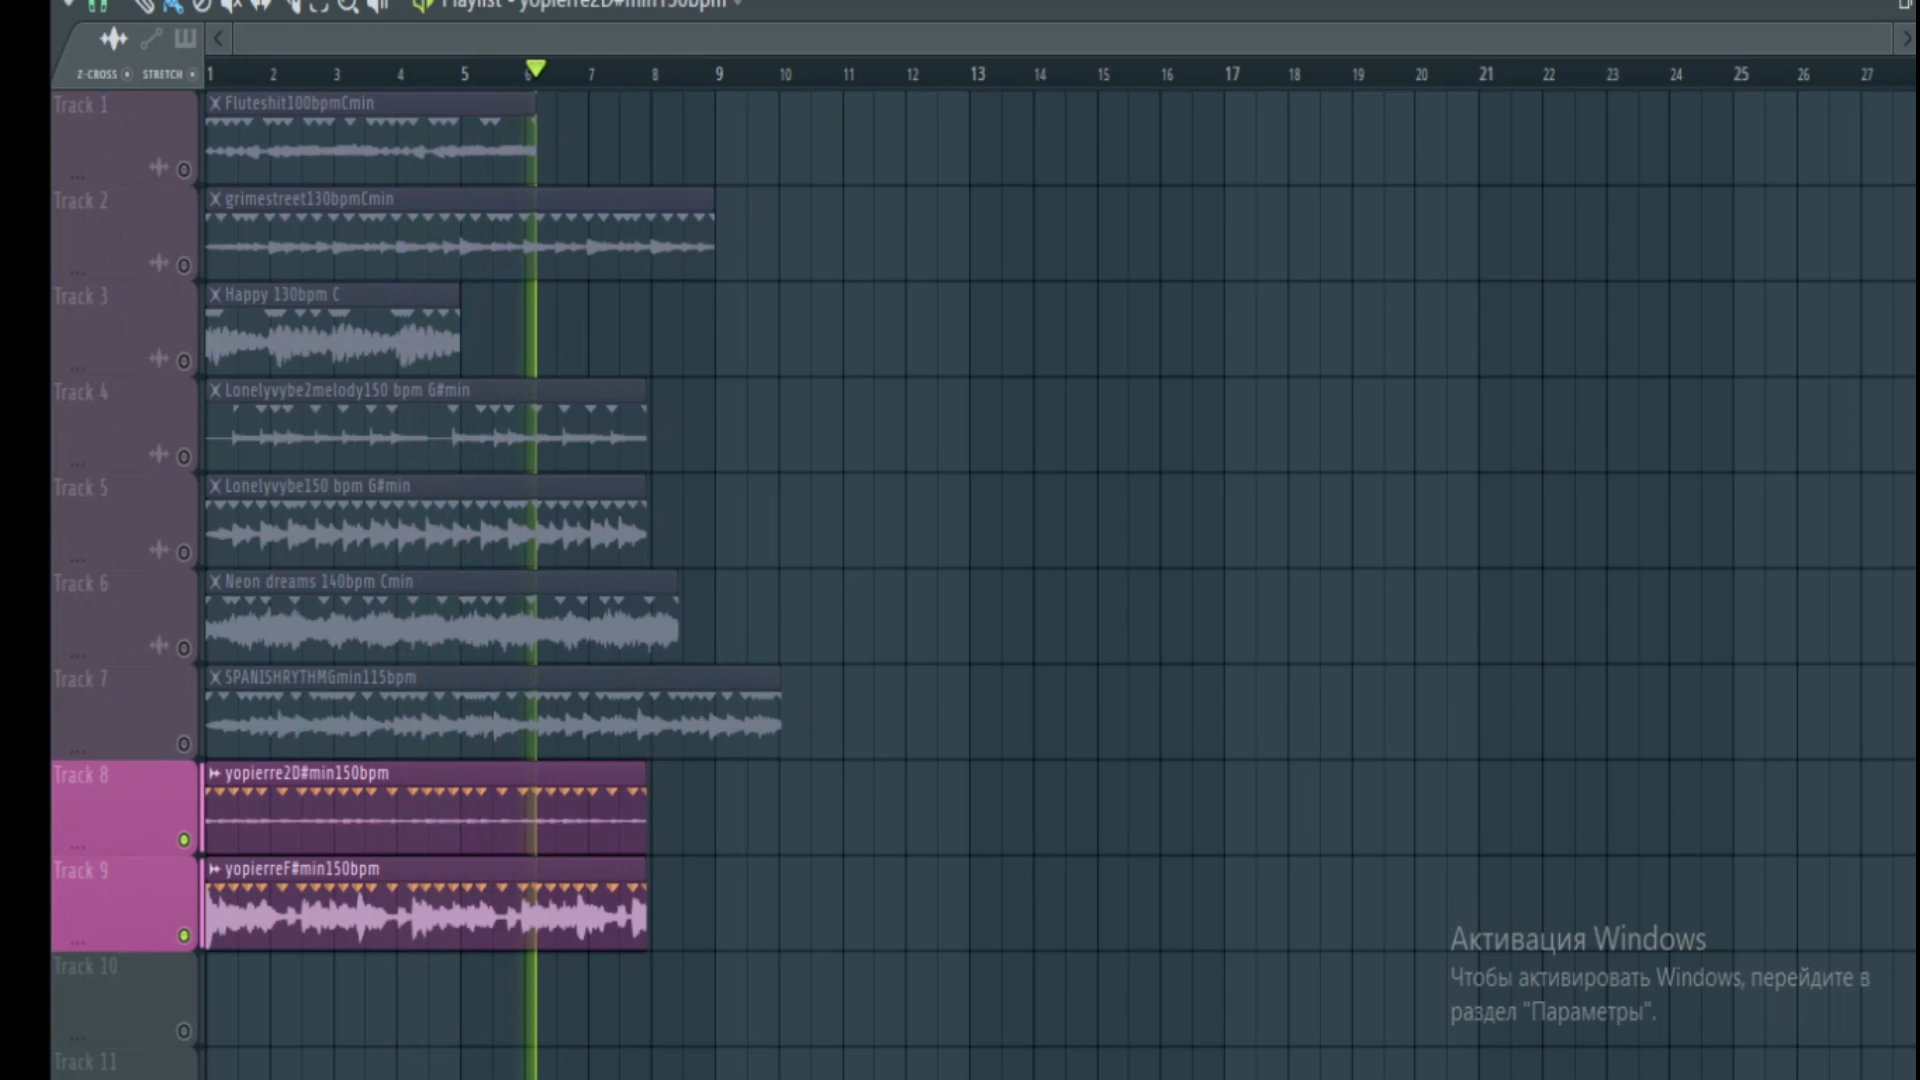 Playlist - yopierre2D#min150bpm
Z-CROSS STRETCH 1 2 3 4 5 6 7 8 9 10 11 12 13 14 15 16 17 18 19 20 21 22 23 24 25 26 27
Track 1 Fluteshit100bpmCmin
Track 2 grimestreet130bpmCmin
Track 3 Happy 130bpm C
Track 4 Lonelyvybe2melody150 bpm G#min
Track 5 Lonelyvybe150 bpm G#min
Track 6 Neon dreams 140bpm Cmin
Track 7 SPANISHRYTHMGmin115bpm
Track 8 yopierre2D#min150bpm
Track 9 yopierreF#min150bpm
Track 10
Track 11
Активация Windows
Чтобы активировать Windows, перейдите в
раздел "Параметры".